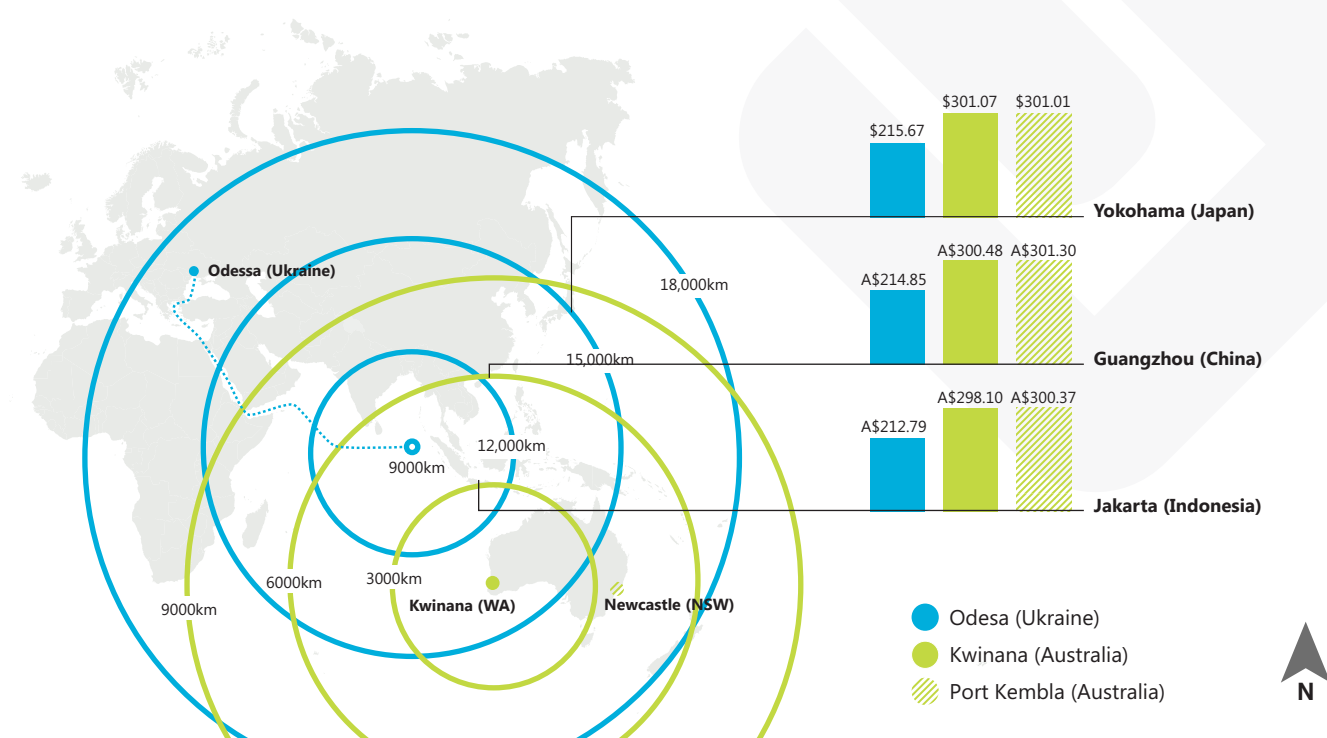 $301.07 $301.01
$215.67
Yokohama (Japan)
A$300.48 A$301.30
A$214.85
Guangzhou (China)
A$298.10 A$300.37
A$212.79
Jakarta (Indonesia)
Odessa (Ukraine)
18,000km
15,000km
12,000km
9000km
3000km
6000km
9000km
Kwinana (WA)
Newcastle (NSW)
Odesa (Ukraine)
Kwinana (Australia)
Port Kembla (Australia)
N